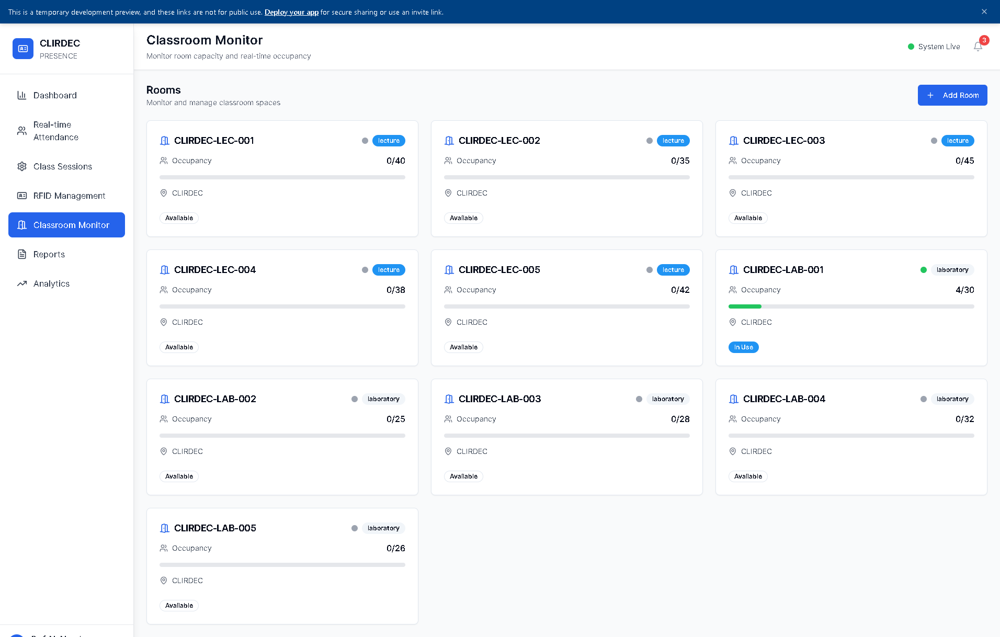 This is a temporary development preview, and these links are not for public use. Deploy your app for secure sharing or use an invite link.
CLIRDEC
PRESENCE
Dashboard
Real-time
Attendance
Class Sessions
RFID Management
Classroom Monitor
Reports
Analytics
Classroom Monitor
Monitor room capacity and real-time occupancy
System Live
3
Rooms
Monitor and manage classroom spaces
Add Room
CLIRDEC-LEC-001
lecture
Occupancy
0/40
CLIRDEC
Available
CLIRDEC-LEC-002
lecture
Occupancy
0/35
CLIRDEC
Available
CLIRDEC-LEC-003
lecture
Occupancy
0/45
CLIRDEC
Available
CLIRDEC-LEC-004
lecture
Occupancy
0/38
CLIRDEC
Available
CLIRDEC-LEC-005
lecture
Occupancy
0/42
CLIRDEC
Available
CLIRDEC-LAB-001
laboratory
Occupancy
4/30
CLIRDEC
In Use
CLIRDEC-LAB-002
laboratory
Occupancy
0/25
CLIRDEC
Available
CLIRDEC-LAB-003
laboratory
Occupancy
0/28
CLIRDEC
Available
CLIRDEC-LAB-004
laboratory
Occupancy
0/32
CLIRDEC
Available
CLIRDEC-LAB-005
laboratory
Occupancy
0/26
CLIRDEC
Available